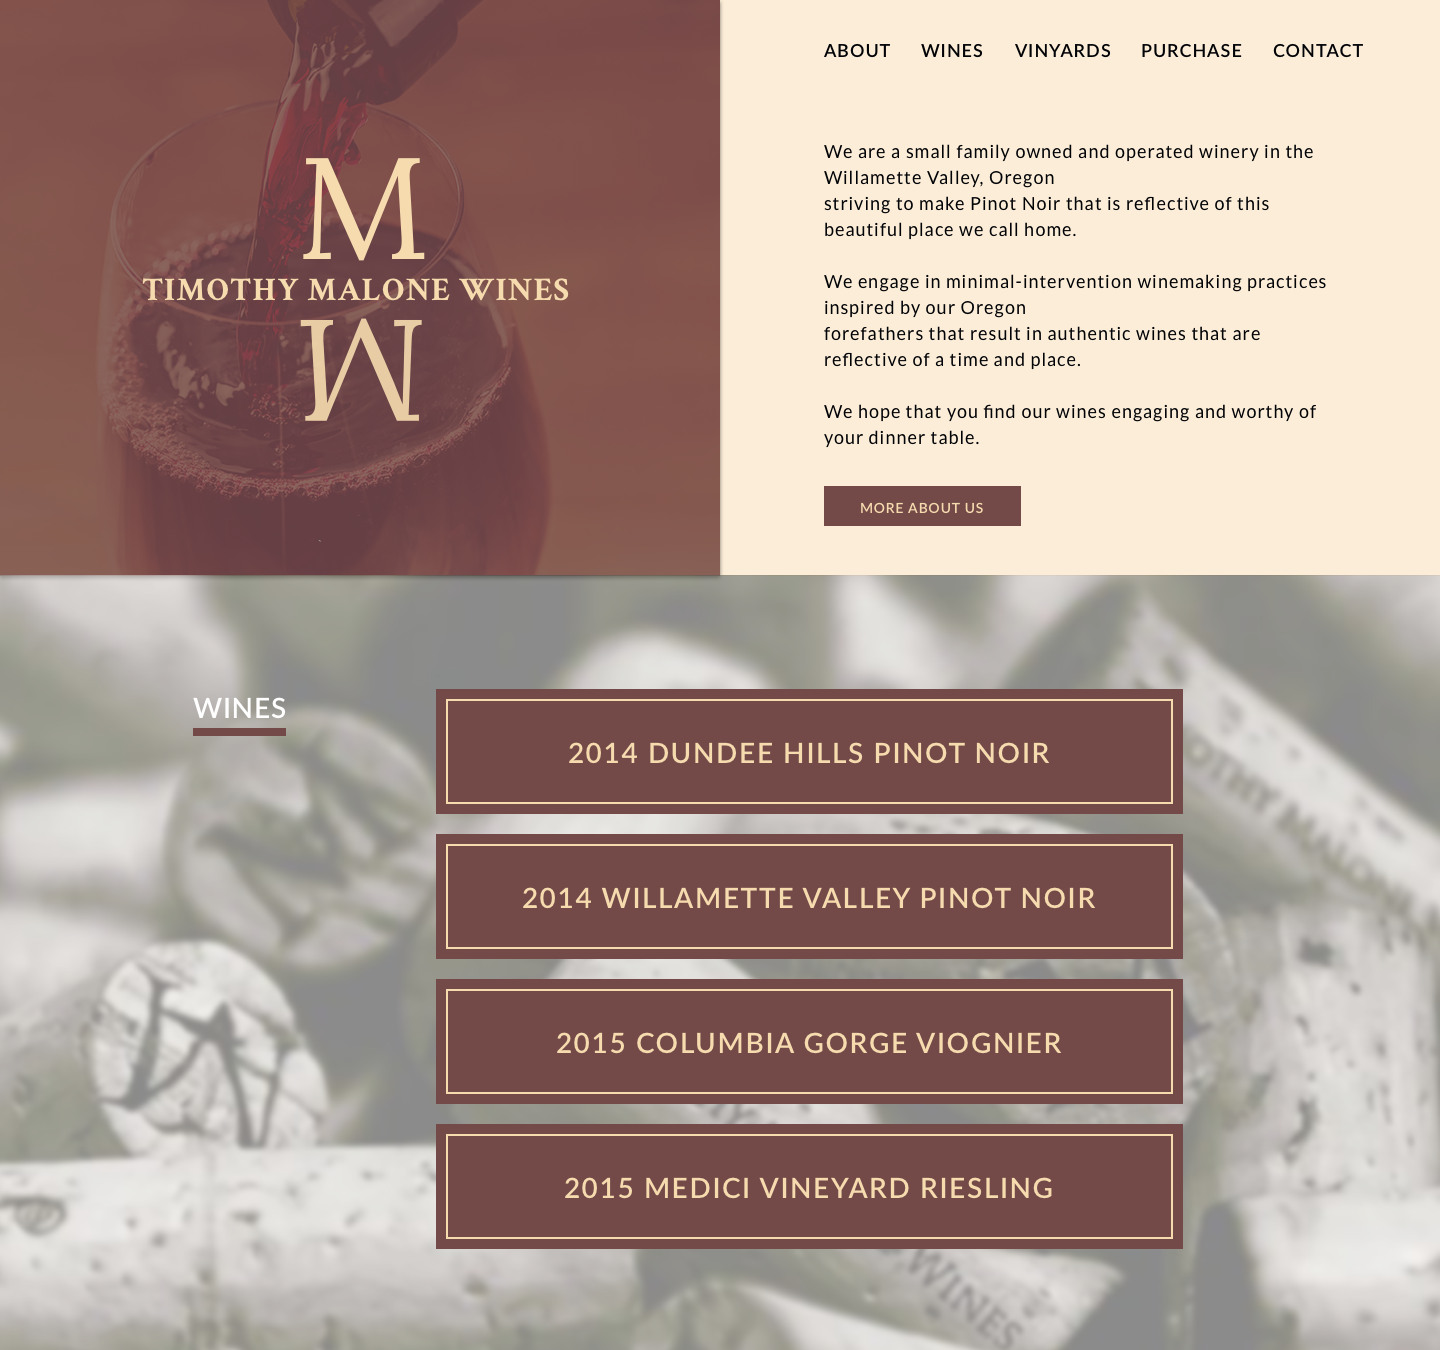 ABOUT WINES VINYARDS PURCHASE CONTACT
M
TIMOTHY MALONE WINES
W
We are a small family owned and operated winery in the
Willamette Valley, Oregon
striving to make Pinot Noir that is reflective of this
beautiful place we call home.
We engage in minimal-intervention winemaking practices
inspired by our Oregon
forefathers that result in authentic wines that are
reflective of a time and place.
We hope that you find our wines engaging and worthy of
your dinner table.
MORE ABOUT US
WINES
2014 DUNDEE HILLS PINOT NOIR
2014 WILLAMETTE VALLEY PINOT NOIR
2015 COLUMBIA GORGE VIOGNIER
2015 MEDICI VINEYARD RIESLING
OTHY MALONE
WINES